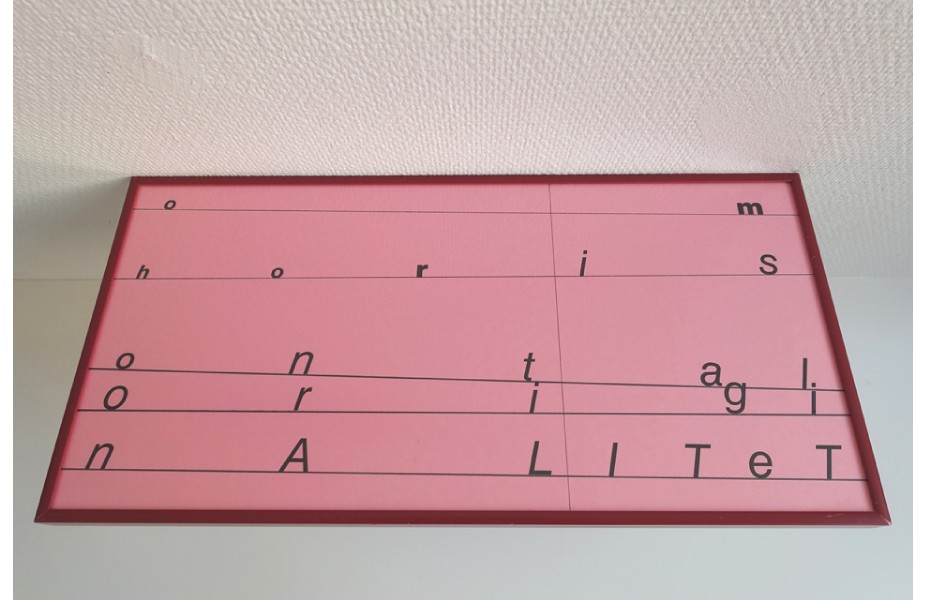 o m
h o r i s
o n t a l
o r i g i
n A L I T e T